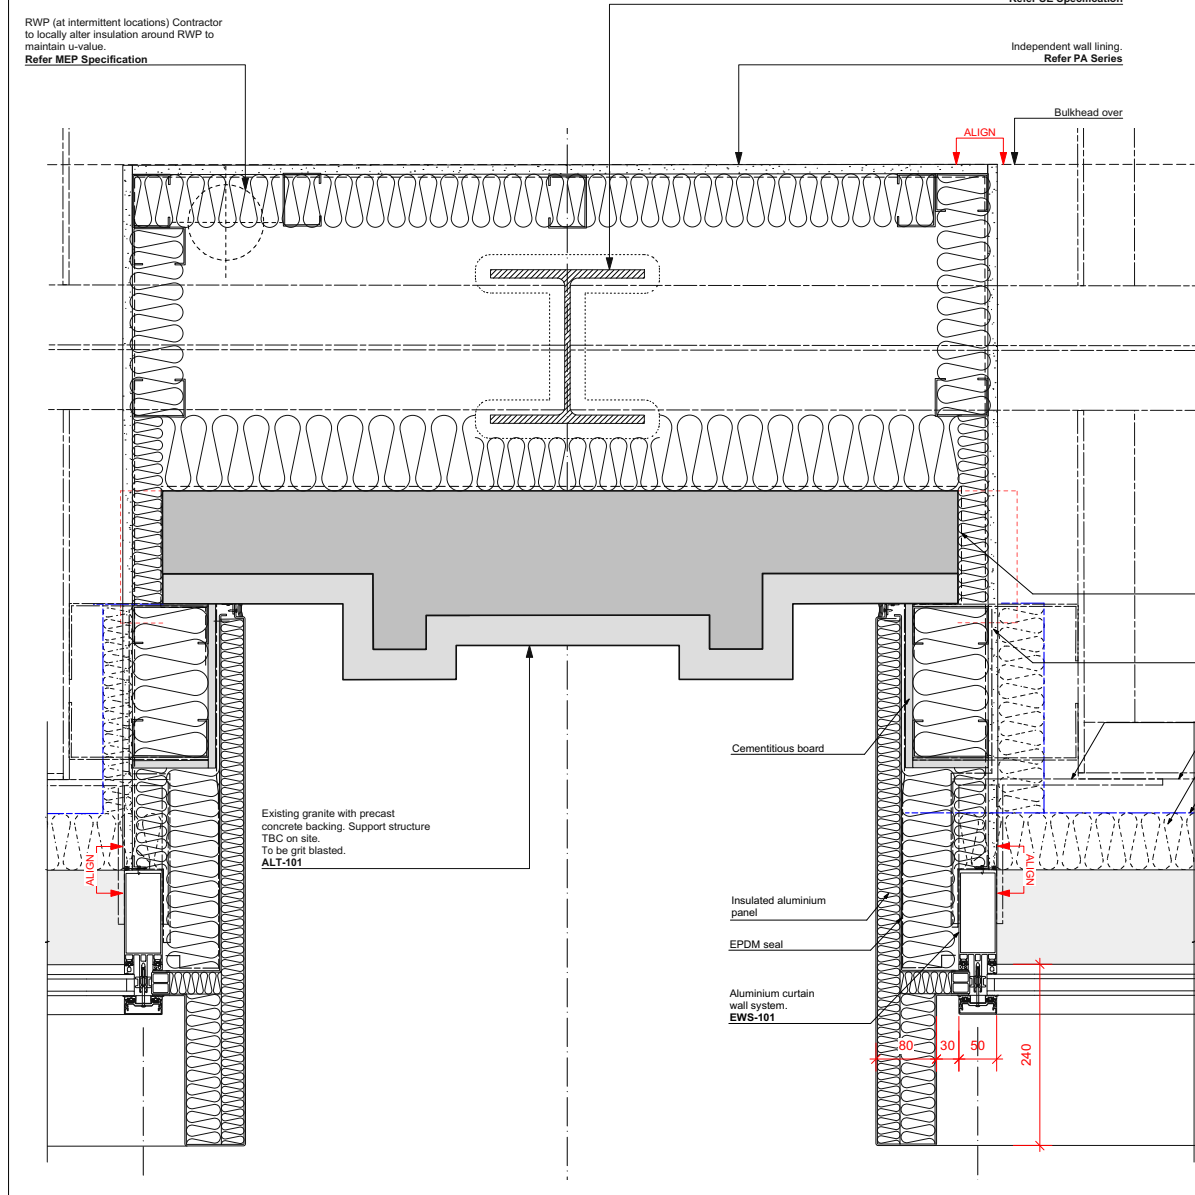 Refer SE Specification
RWP (at intermittent locations) Contractor
to locally alter insulation around RWP to
maintain u-value.
Refer MEP Specification
Independent wall lining.
Refer PA Series
Bulkhead over
ALIGN
Cementitious board
Existing granite with precast
concrete backing. Support structure
TBC on site.
To be grit blasted.
ALT-101
ALIGN
ALIGN
Insulated aluminium
panel
EPDM seal
Aluminium curtain
wall system.
EWS-101
80
30
50
240